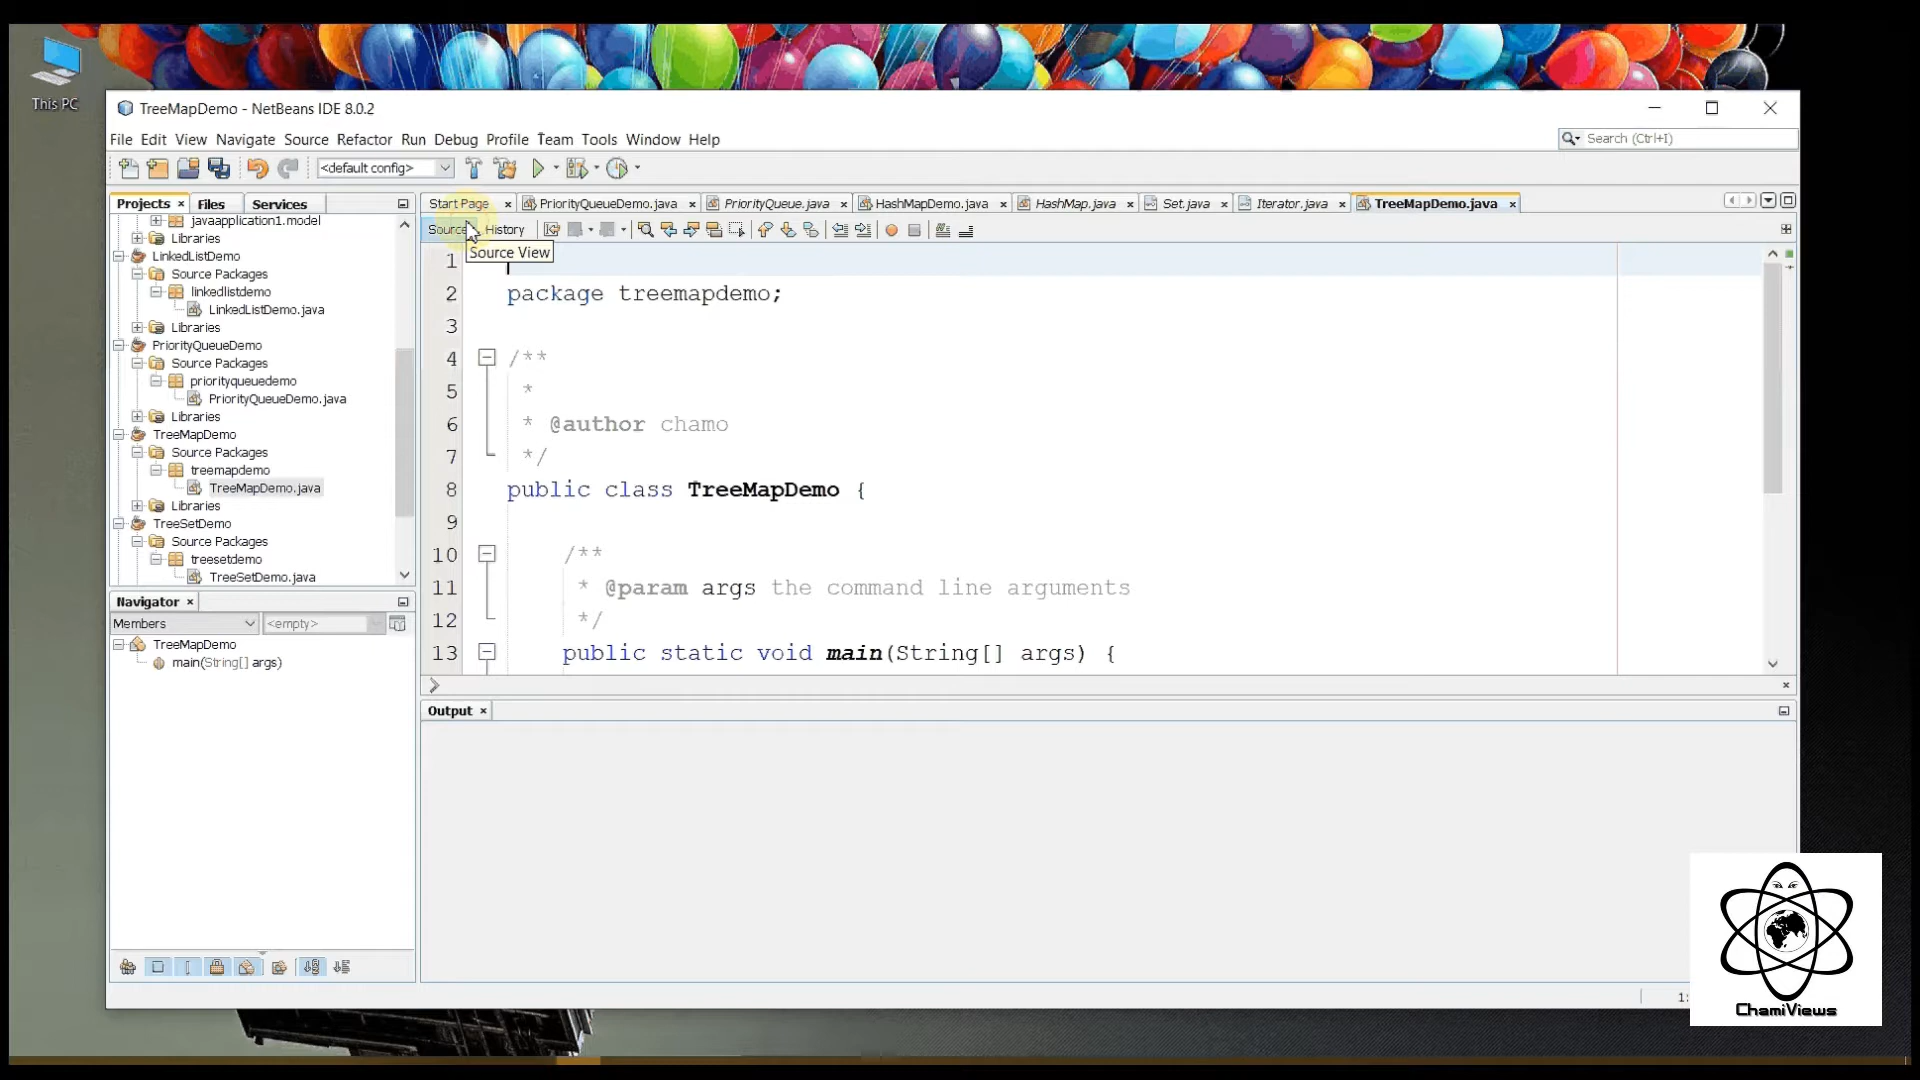 This PC
TreeMapDemo - NetBeans IDE 8.0.2
File Edit View Navigate Source Refactor Run Debug Profile Team Tools Window Help
Search (Ctrl+I)
<default config>
Projects Files Services
Start Page PriorityQueueDemo.java PriorityQueue.java HashMapDemo.java HashMap.java Set.java Iterator.java TreeMapDemo.java
Source History
Source View
javaapplication1.model
Libraries
LinkedListDemo
Source Packages
linkedlistdemo
LinkedListDemo.java
Libraries
PriorityQueueDemo
Source Packages
priorityqueuedemo
PriorityQueueDemo.java
Libraries
TreeMapDemo
Source Packages
treemapdemo
TreeMapDemo.java
Libraries
TreeSetDemo
Source Packages
treesetdemo
TreeSetDemo.java
1
2 package treemapdemo;
3
4 /**
5 *
6 * @author chamo
7 */
8 public class TreeMapDemo {
9
10 /**
11 * @param args the command line arguments
12 */
13 public static void main(String[] args) {
Navigator
Members <empty>
TreeMapDemo
main(String[] args)
Output
1:
ChamiViews